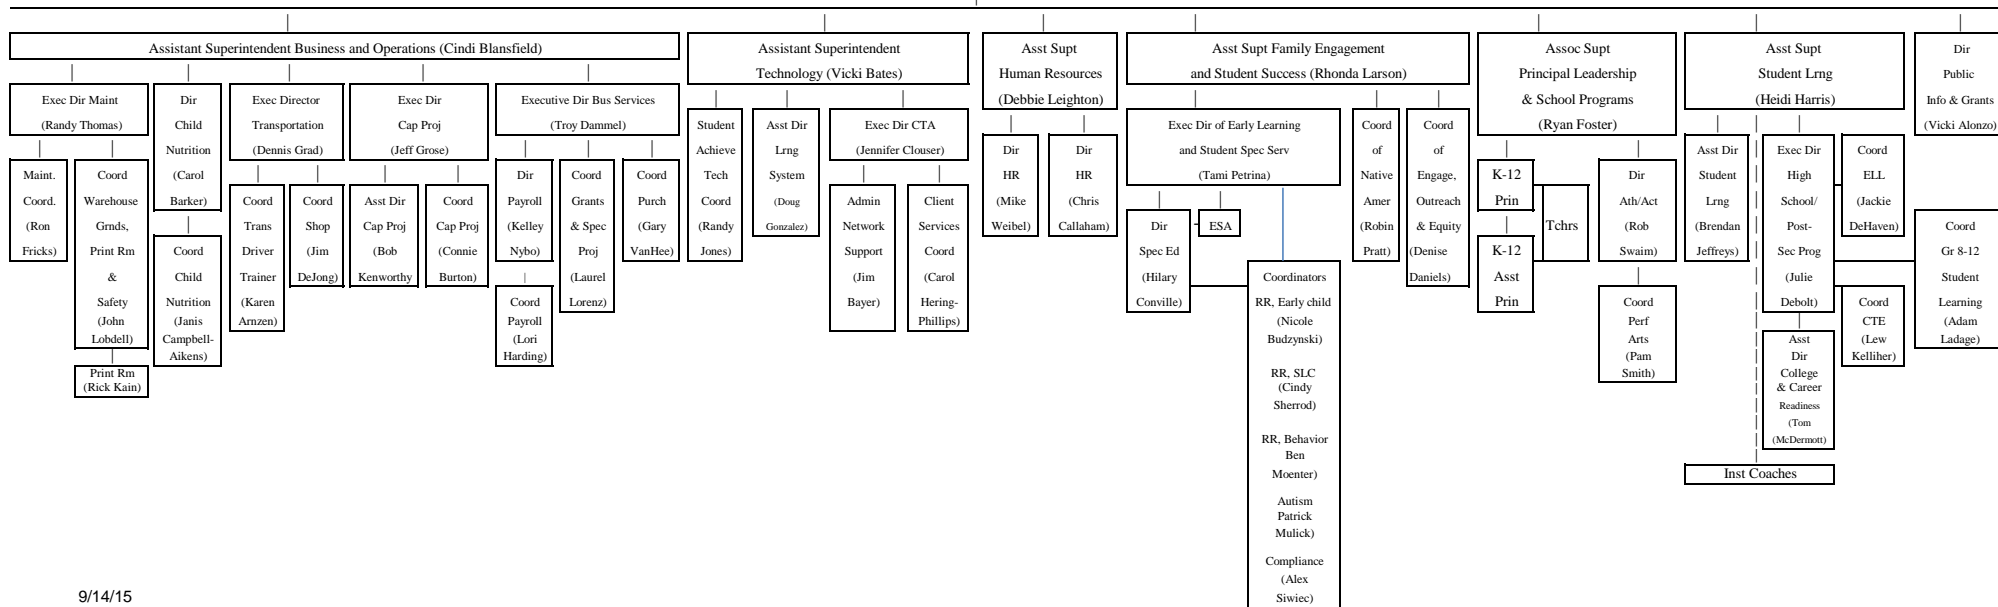 Assistant Superintendent Business and Operations (Cindi Blansfield)
Exec Dir Maint
(Randy Thomas)
Maint.
Coord.
(Ron
Fricks)
Coord
Warehouse
Grnds,
Print Rm
&
Safety
(John
Lobdell)
Print Rm
(Rick Kain)
Dir
Child
Nutrition
(Carol
Barker)
Coord
Child
Nutrition
(Janis
Campbell-
Aikens)
Exec Director
Transportation
(Dennis Grad)
Coord
Trans
Driver
Trainer
(Karen
Arnzen)
Coord
Shop
(Jim
DeJong)
Exec Dir
Cap Proj
(Jeff Grose)
Asst Dir
Cap Proj
(Bob
Kenworthy
Coord
Cap Proj
(Connie
Burton)
Executive Dir Bus Services
(Troy Dammel)
Dir
Payroll
(Kelley
Nybo)
Coord
Payroll
(Lori
Harding)
Coord
Grants
& Spec
Proj
(Laurel
Lorenz)
Coord
Purch
(Gary
VanHee)
Assistant Superintendent
Technology (Vicki Bates)
Student
Achieve
Tech
Coord
(Randy
Jones)
Asst Dir
Lrng
System
(Doug
Gonzalez)
Exec Dir CTA
(Jennifer Clouser)
Admin
Network
Support
(Jim
Bayer)
Client
Services
Coord
(Carol
Hering-
Phillips)
Asst Supt
Human Resources
(Debbie Leighton)
Dir
HR
(Mike
Weibel)
Dir
HR
(Chris
Callaham)
Asst Supt Family Engagement
and Student Success (Rhonda Larson)
Exec Dir of Early Learning
and Student Spec Serv
(Tami Petrina)
Dir
Spec Ed
(Hilary
Conville)
ESA
Coordinators
RR, Early child
(Nicole
Budzynski)
RR, SLC
(Cindy
Sherrod)
RR, Behavior
Ben
Moenter)
Autism
Patrick
Mulick)
Compliance
(Alex
Siwiec)
Coord
of
Native
Amer
(Robin
Pratt)
Coord
of
Engage,
Outreach
& Equity
(Denise
Daniels)
Assoc Supt
Principal Leadership
& School Programs
(Ryan Foster)
K-12
Prin
K-12
Asst
Prin
Tchrs
Dir
Ath/Act
(Rob
Swaim)
Coord
Perf
Arts
(Pam
Smith)
Asst Supt
Student Lrng
(Heidi Harris)
Asst Dir
Student
Lrng
(Brendan
Jeffreys)
Exec Dir
High
School/
Post-
Sec Prog
(Julie
Debolt)
Asst
Dir
College
& Career
Readiness
(Tom
(McDermott)
Coord
ELL
(Jackie
DeHaven)
Coord
CTE
(Lew
Kelliher)
Inst Coaches
Coord
Gr 8-12
Student
Learning
(Adam
Ladage)
Dir
Public
Info & Grants
(Vicki Alonzo)
9/14/15